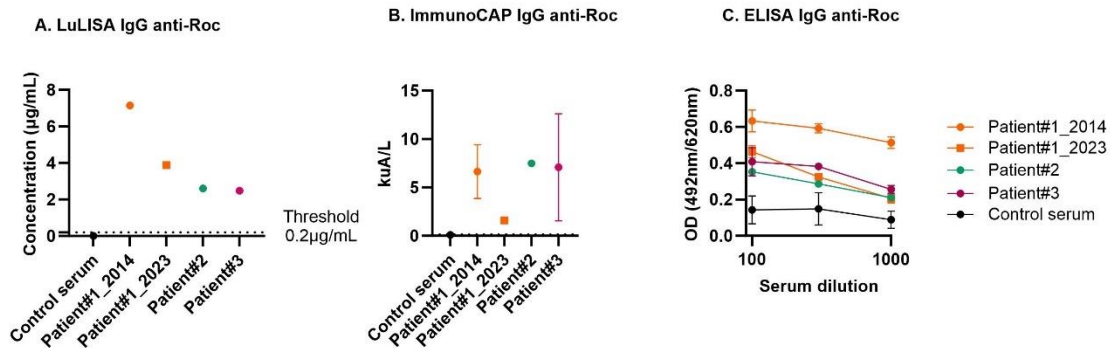 A. LuLISA IgG anti-Roc
Concentration (µg/mL)
8
6
4
2
0
Control serum
Patient#1_2014
Patient#1_2023
Patient#2
Patient#3
Threshold
0.2µg/mL
B. ImmunoCAP IgG anti-Roc
kuA/L
15
10
5
0
Control serum
Patient#1_2014
Patient#1_2023
Patient#2
Patient#3
C. ELISA IgG anti-Roc
OD (492nm/620nm)
0.8
0.6
0.4
0.2
0.0
100
1000
Serum dilution
Patient#1_2014
Patient#1_2023
Patient#2
Patient#3
Control serum